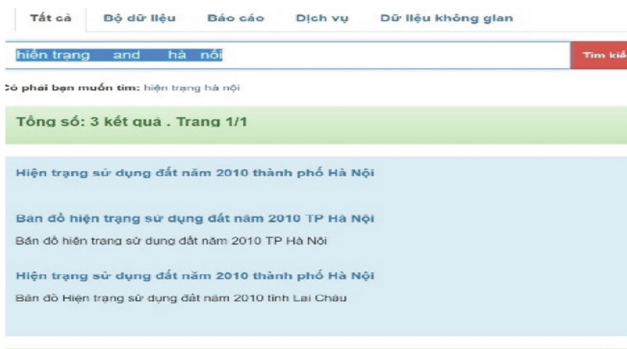 Tất cả Bộ dữ liệu Báo cáo Dịch vụ Dữ liệu không gian
hiện trạng and hà nội Tìm kiế
Có phải bạn muốn tìm: hiện trạng hà nội
Tổng số: 3 kết quả . Trang 1/1
Hiện trạng sử dụng đất năm 2010 thành phố Hà Nội
Bản đồ hiện trạng sử dụng đất năm 2010 TP Hà Nội
Bản đồ hiện trạng sử dụng đất năm 2010 TP Hà Nội
Hiện trạng sử dụng đất năm 2010 thành phố Hà Nội
Bản đồ Hiện trạng sử dụng đất năm 2010 tỉnh Lai Châu